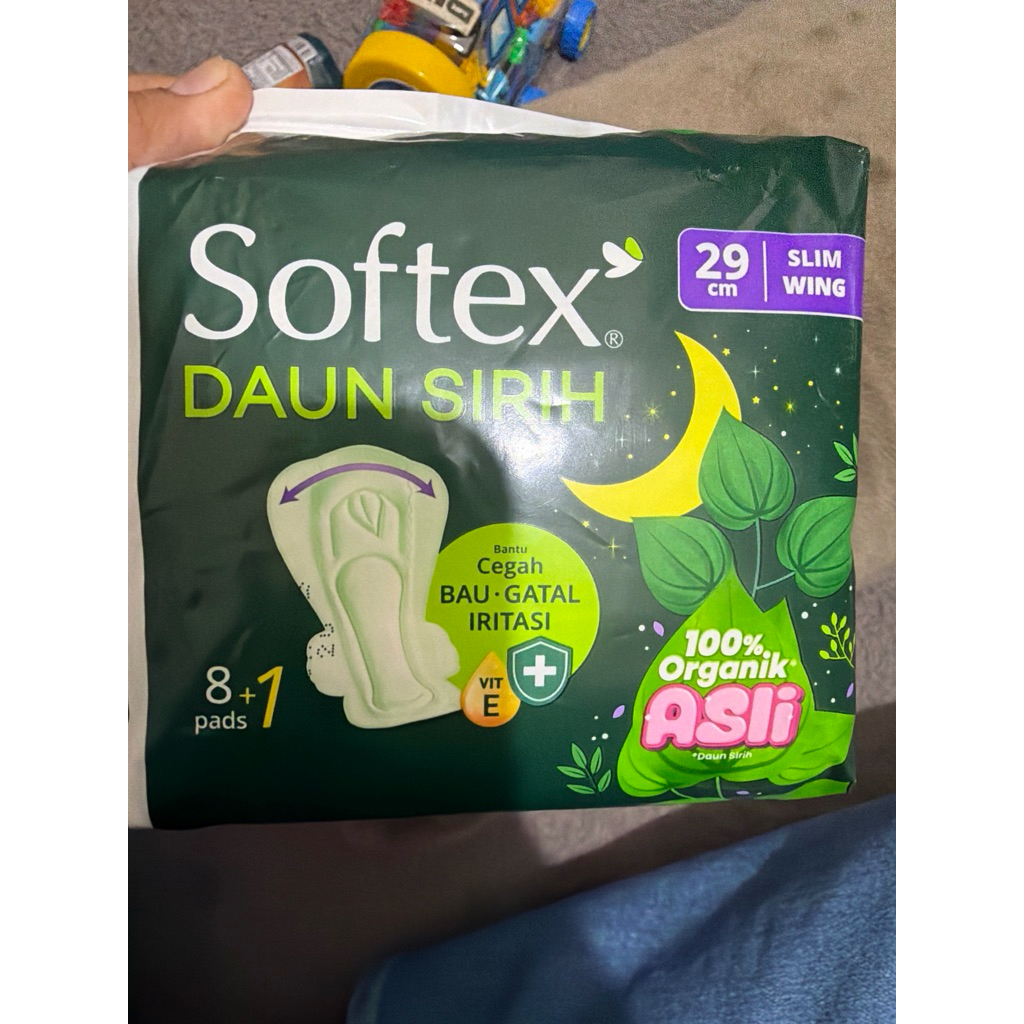 Softex®
DAUN SIRIH
29 cm
SLIM WING
Bantu
Cegah
BAU · GATAL
IRITASI
VIT
E
8+1
pads
100%
Organik*
Asli
*Daun Sirih